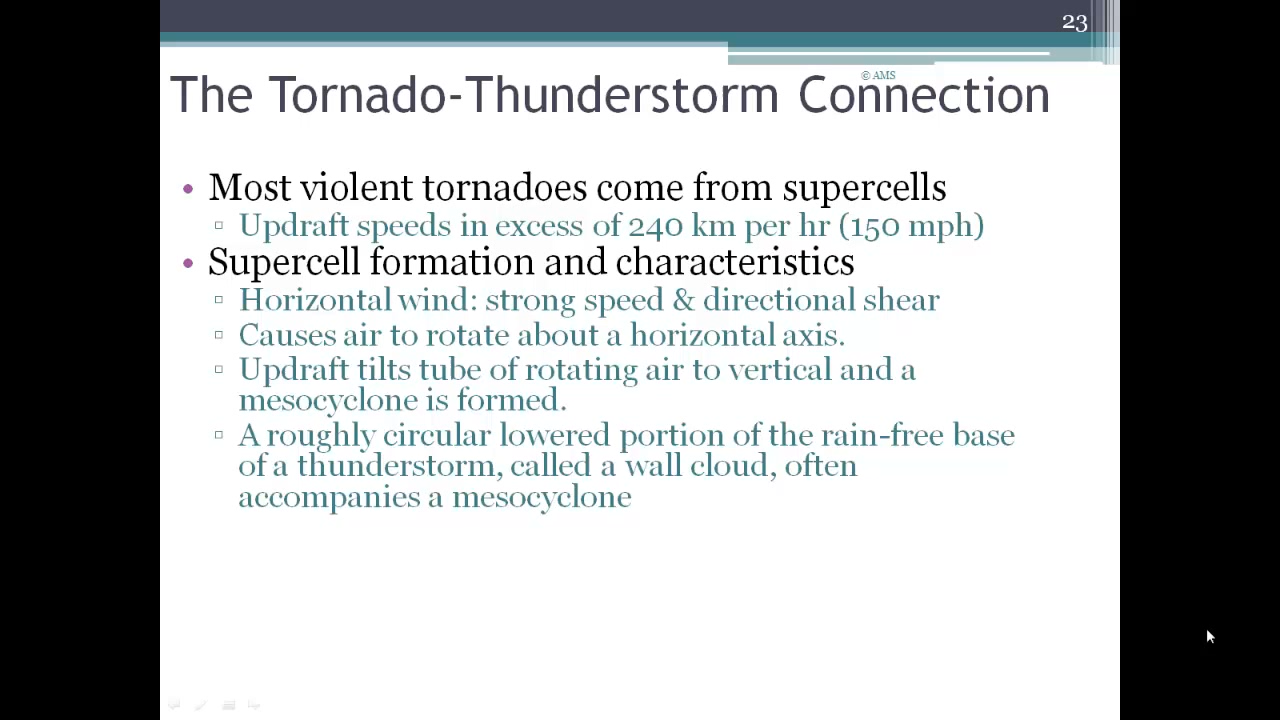 23
© AMS
The Tornado-Thunderstorm Connection
• Most violent tornadoes come from supercells
▫ Updraft speeds in excess of 240 km per hr (150 mph)
• Supercell formation and characteristics
▫ Horizontal wind: strong speed & directional shear
▫ Causes air to rotate about a horizontal axis.
▫ Updraft tilts tube of rotating air to vertical and a
mesocyclone is formed.
▫ A roughly circular lowered portion of the rain-free base
of a thunderstorm, called a wall cloud, often
accompanies a mesocyclone